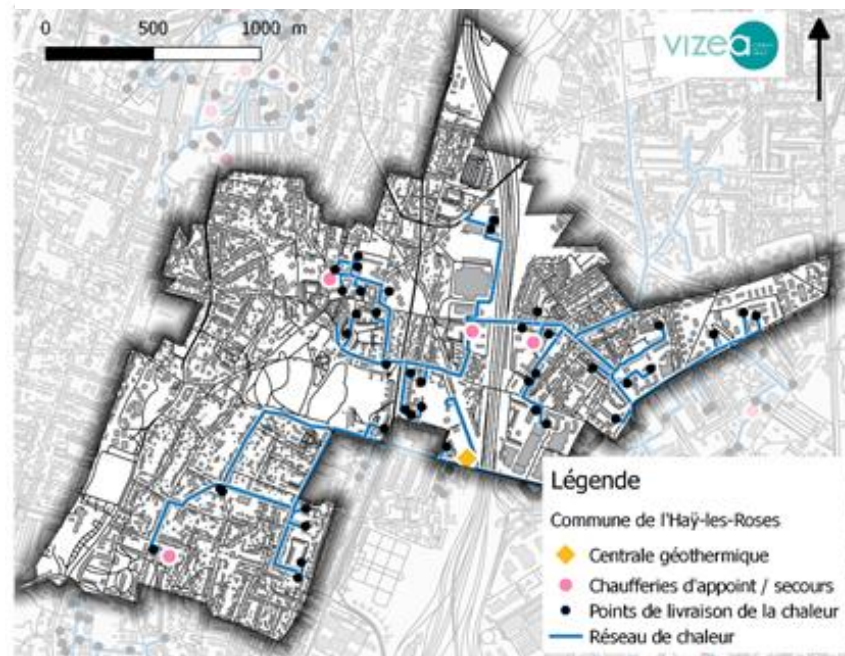 0 500 1000 m
vizea
Légende
Commune de l'Haÿ-les-Roses
Centrale géothermique
Chaufferies d'appoint / secours
Points de livraison de la chaleur
Réseau de chaleur